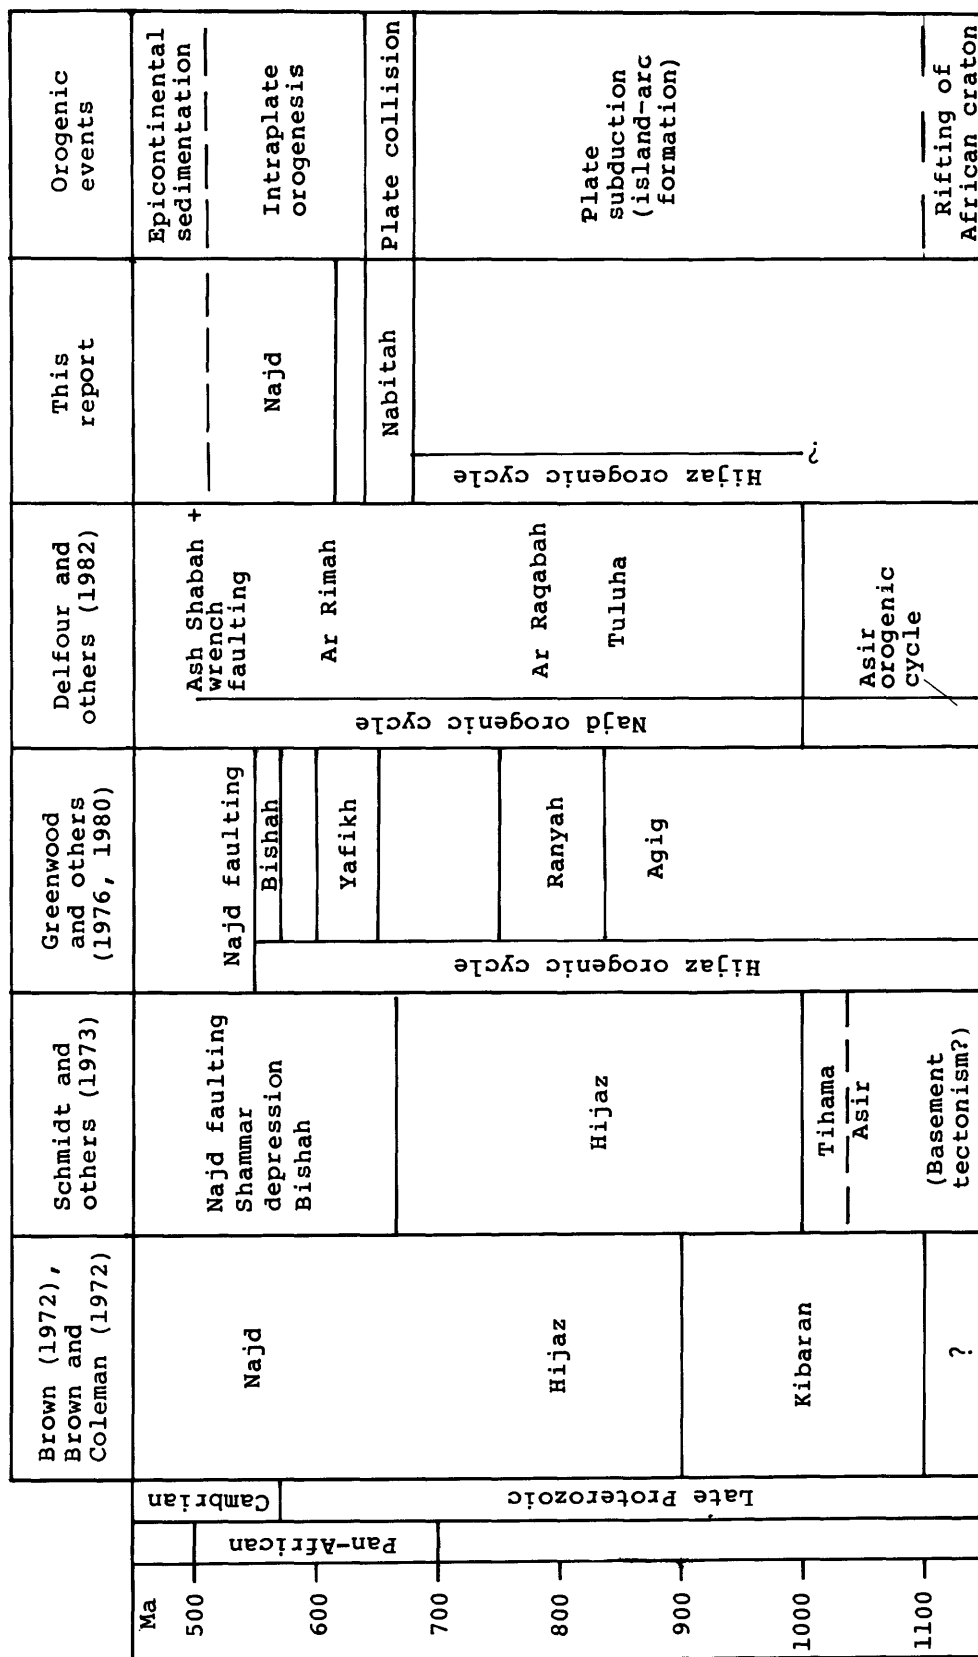 Ma
500
600
700
800
900
1000
1100
Pan-African
Cambrian
Late Proterozoic
Brown (1972),
Brown and
Coleman (1972)
Najd
Hijaz
Kibaran
?
Schmidt and
others (1973)
Najd faulting
Shammar
depression
Bishah
Hijaz
Tihama
Asir
(Basement
tectonism?)
Greenwood
and others
(1976, 1980)
Najd faulting
Bishah
Yafikh
Ranyah
Agig
Hijaz orogenic cycle
Delfour and
others (1982)
Ash Shabah +
wrench
faulting
Ar Rimah
Ar Raqabah
Tuluha
Najd orogenic cycle
Asir
orogenic
cycle
This
report
Najd
Nabitah
Hijaz orogenic cycle
?
Orogenic
events
Epicontinental
sedimentation
Intraplate
orogenesis
Plate collision
Plate
subduction
(island-arc
formation)
Rifting of
African craton